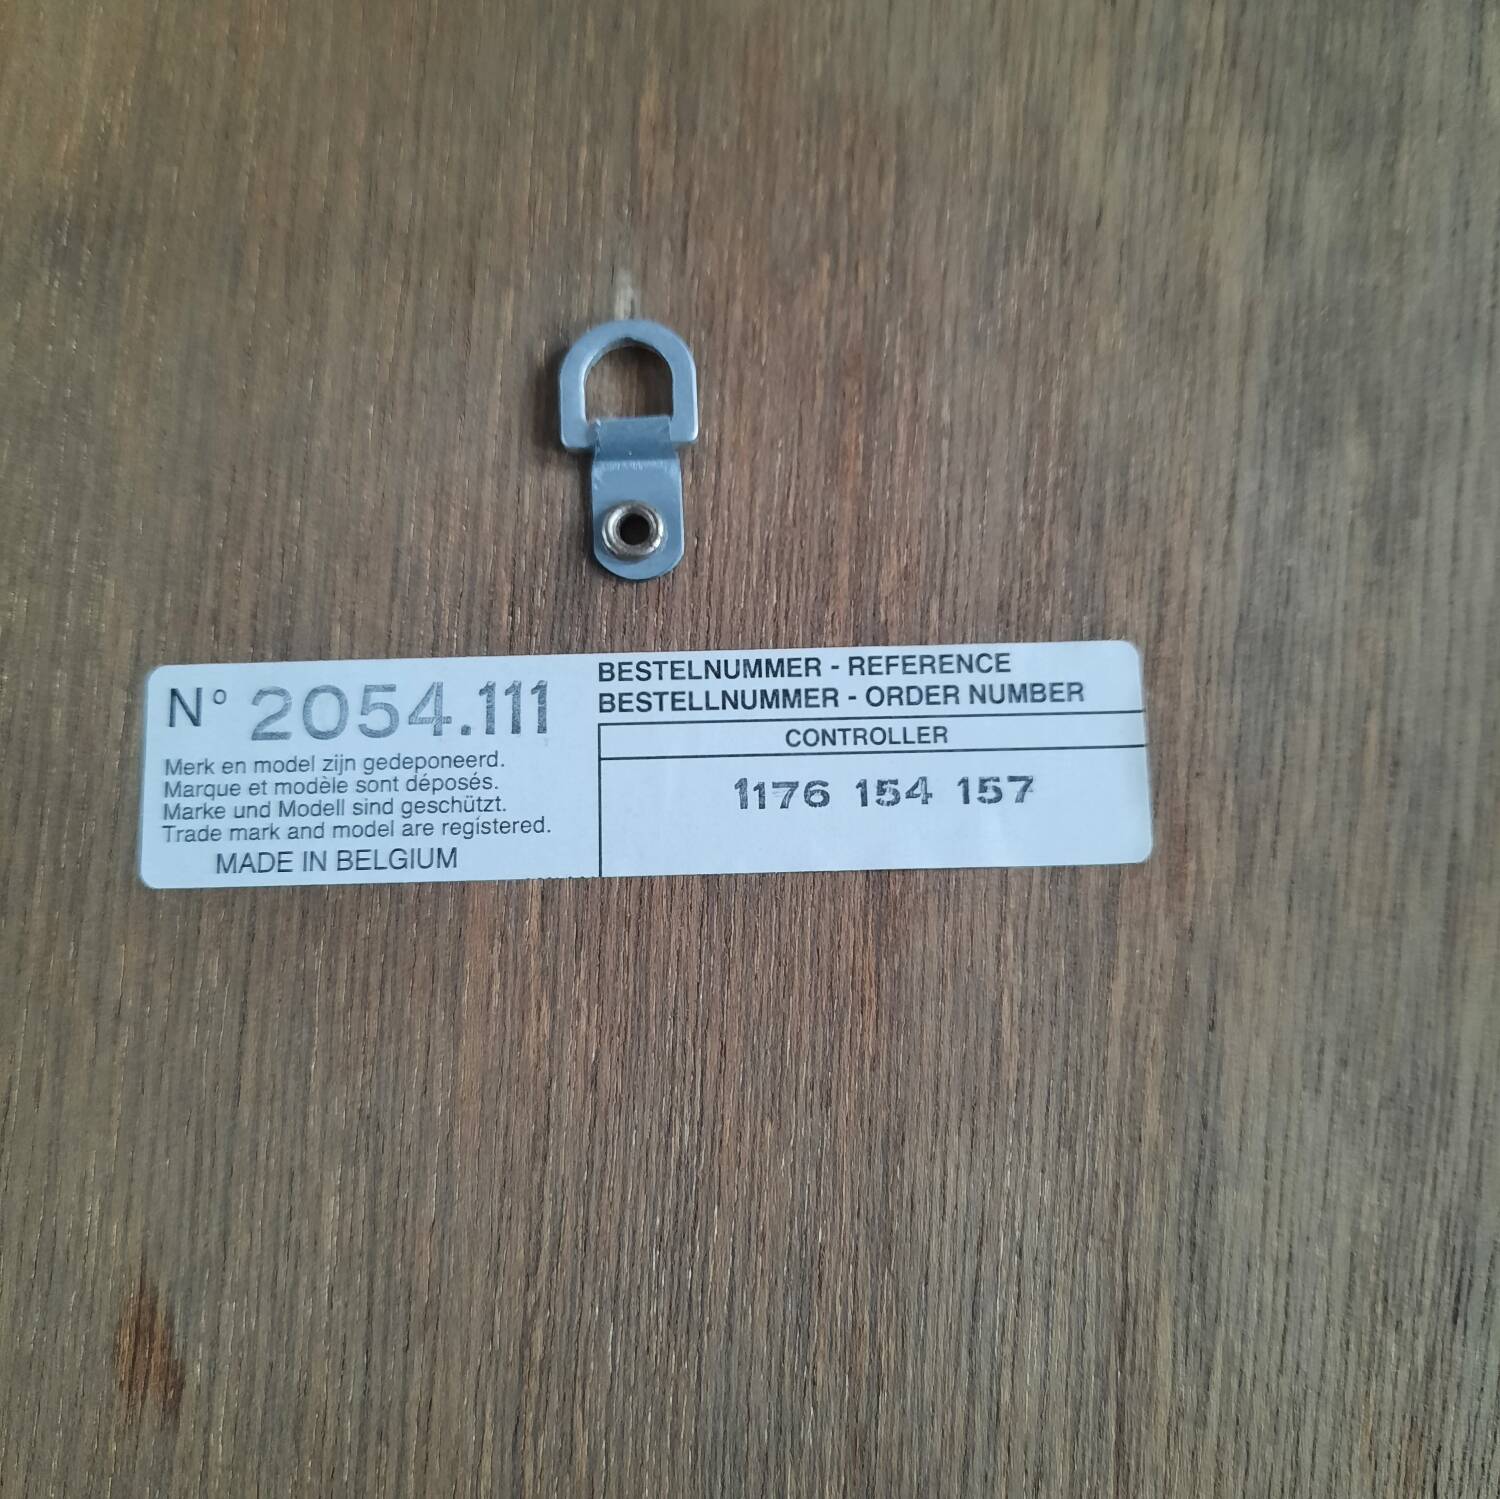 Nº 2054.111
Merk en model zijn gedeponeerd.
Marque et modèle sont déposés.
Marke und Modell sind geschützt.
Trade mark and model are registered.
MADE IN BELGIUM
BESTELNUMMER - REFERENCE
BESTELLNUMMER - ORDER NUMBER
CONTROLLER
1176 154 157